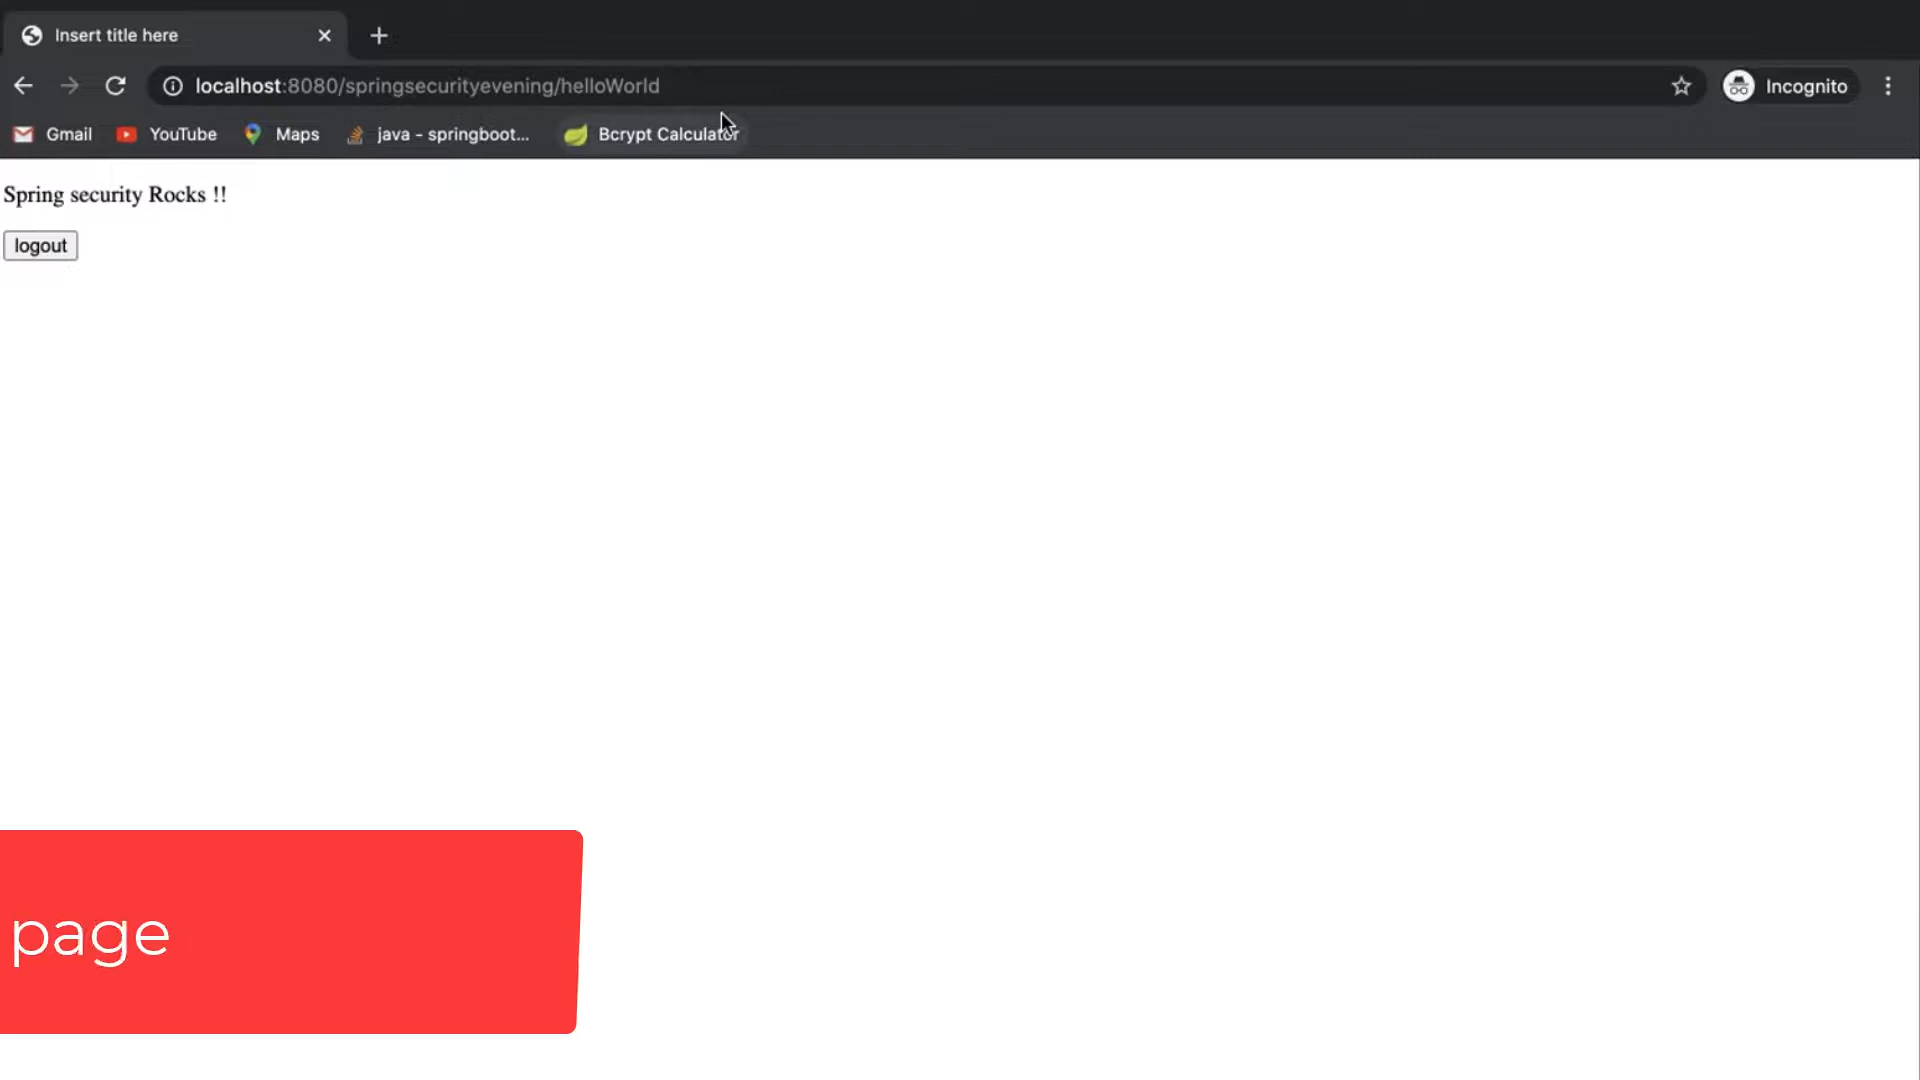 Insert title here
localhost:8080/springsecurityevening/helloWorld
Incognito
Gmail
YouTube
Maps
java - springboot...
Bcrypt Calculator
Spring security Rocks !!
logout
page